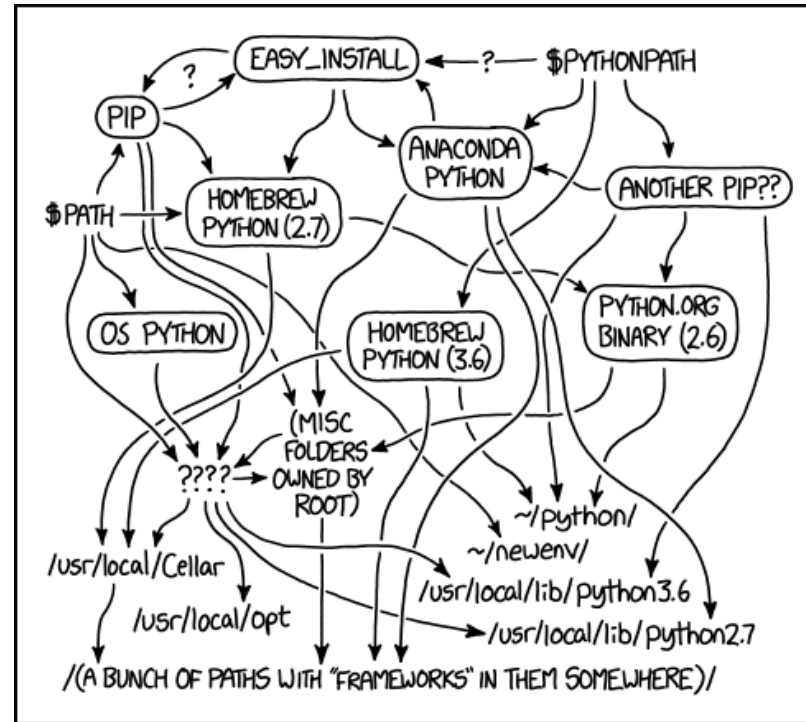 EASY_INSTALL
?
?
$PYTHONPATH
PIP
ANACONDA
PYTHON
ANOTHER PIP??
HOMEBREW
PYTHON (2.7)
$PATH
OS PYTHON
HOMEBREW
PYTHON (3.6)
PYTHON.ORG
BINARY (2.6)
(MISC
FOLDERS
OWNED BY
ROOT)
????
~/python/
~/newenv/
/usr/local/Cellar
/usr/local/opt
/usr/local/lib/python3.6
/usr/local/lib/python2.7
/(A BUNCH OF PATHS WITH "FRAMEWORKS" IN THEM SOMEWHERE)/